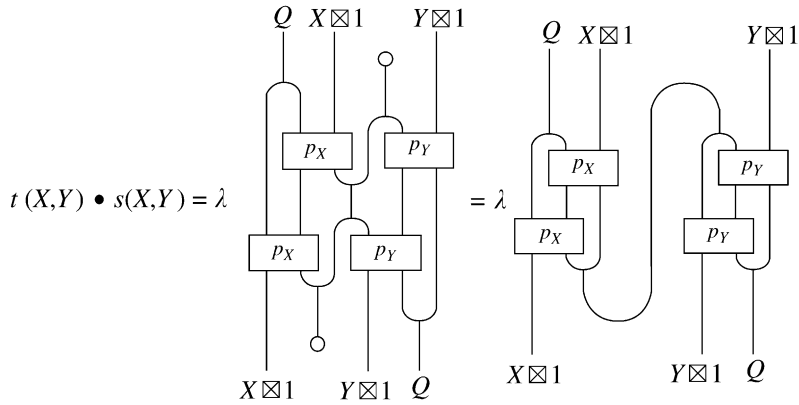 Q X⊠1 Y⊠1
Q X⊠1 Y⊠1
p_X p_Y
p_X p_Y
t (X,Y) • s(X,Y) = λ = λ
p_X p_Y
p_X p_Y
X⊠1 Y⊠1 Q
X⊠1 Y⊠1 Q